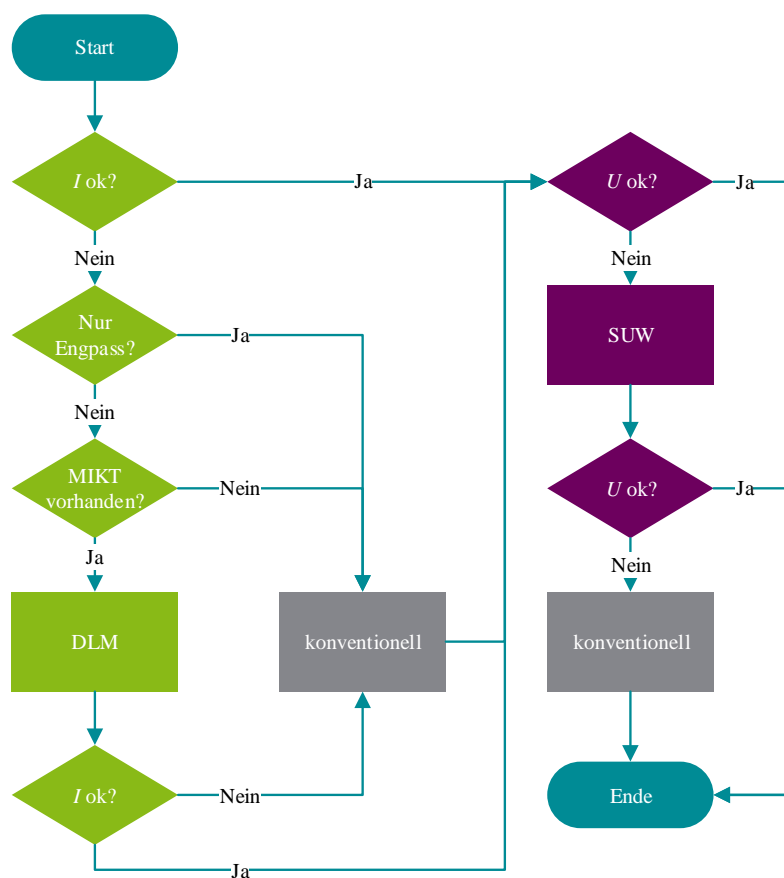 Start
I ok?
Ja
Nein
Nur
Engpass?
Ja
Nein
MIKT
vorhanden?
Nein
Ja
DLM
konventionell
I ok?
Nein
Ja
U ok?
Ja
Nein
SUW
U ok?
Ja
Nein
konventionell
Ende